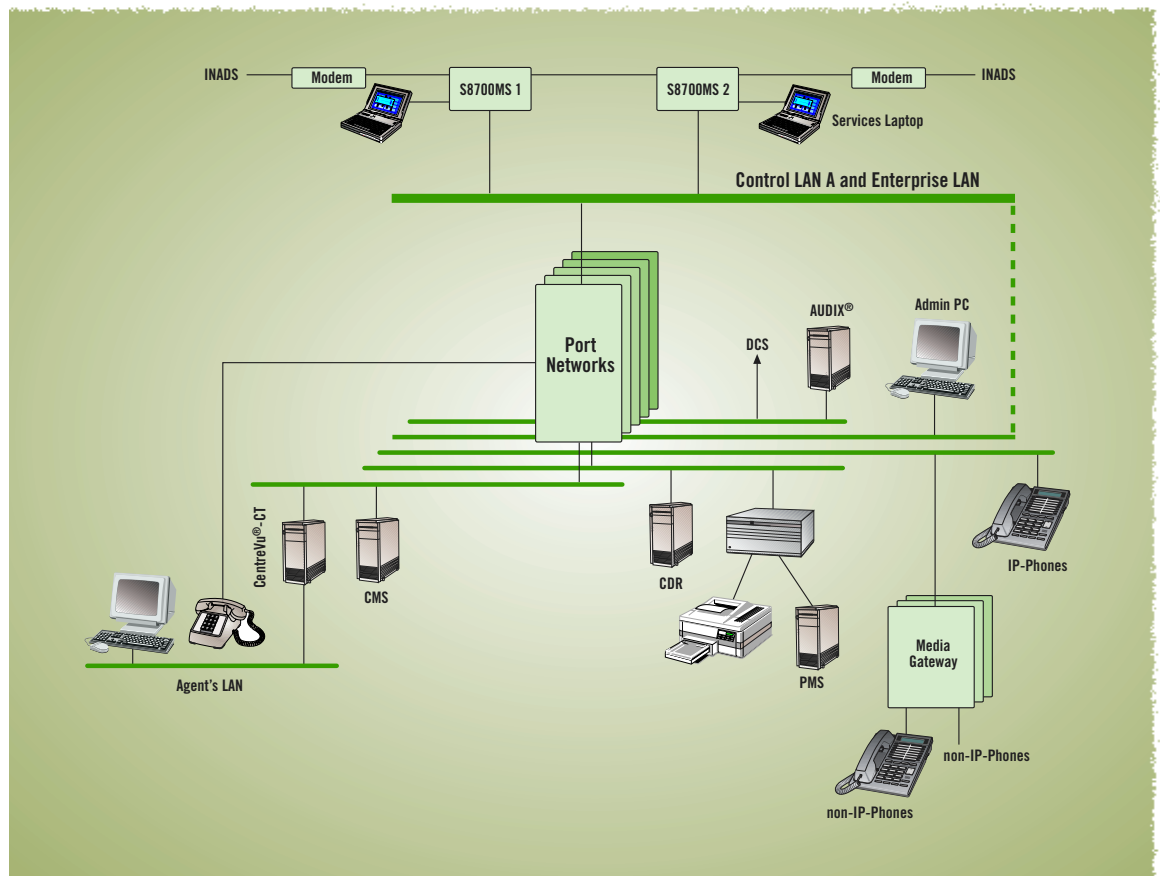 INADS
Modem
S8700MS 1
S8700MS 2
Modem
INADS
Services Laptop
Control LAN A and Enterprise LAN
Port
Networks
DCS
AUDIX®
Admin PC
CentreVu®-CT
CMS
CDR
IP-Phones
Agent's LAN
PMS
Media
Gateway
non-IP-Phones
non-IP-Phones